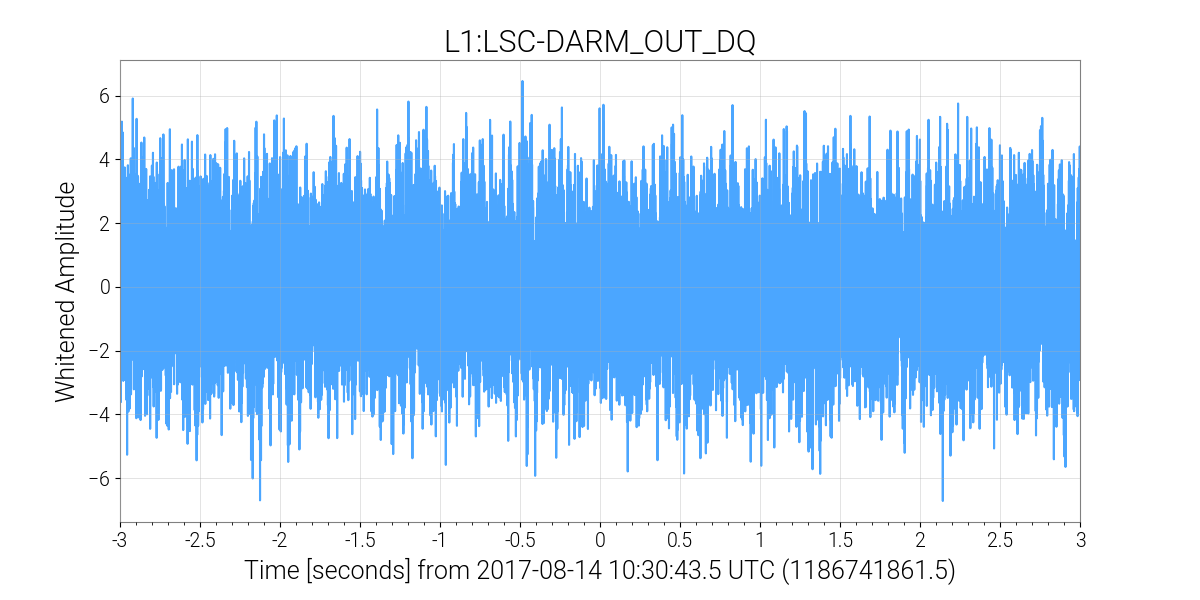 L1:LSC-DARM_OUT_DQ
Whitened Amplitude
6
4
2
0
−2
−4
−6
-3 -2.5 -2 -1.5 -1 -0.5 0 0.5 1 1.5 2 2.5 3
Time [seconds] from 2017-08-14 10:30:43.5 UTC (1186741861.5)